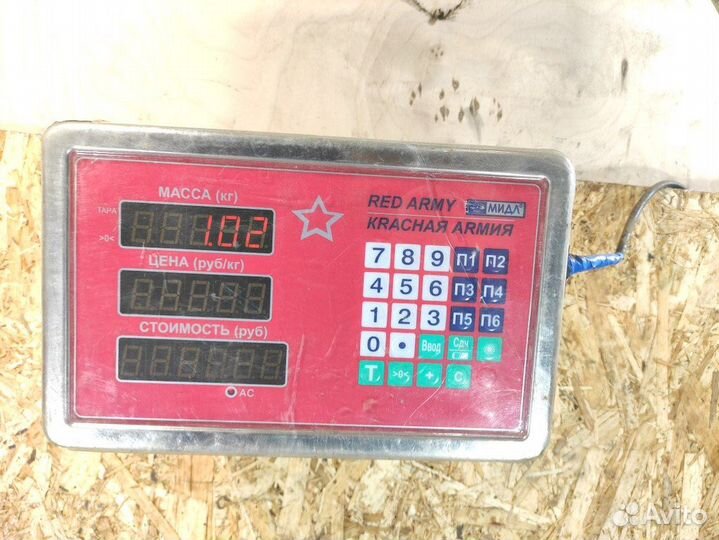 МАССА (кг)
RED ARMY МИДЛ
КRАСНАЯ АRМИЯ
ТАРА
>0<
1.02
ЦЕНА (руб/кг)
СТОИМОСТЬ (руб)
AC
7 8 9 П1 П2
4 5 6 П3 П4
1 2 3 П5 П6
0 • Ввод Сдч
T >0< + C
Avito